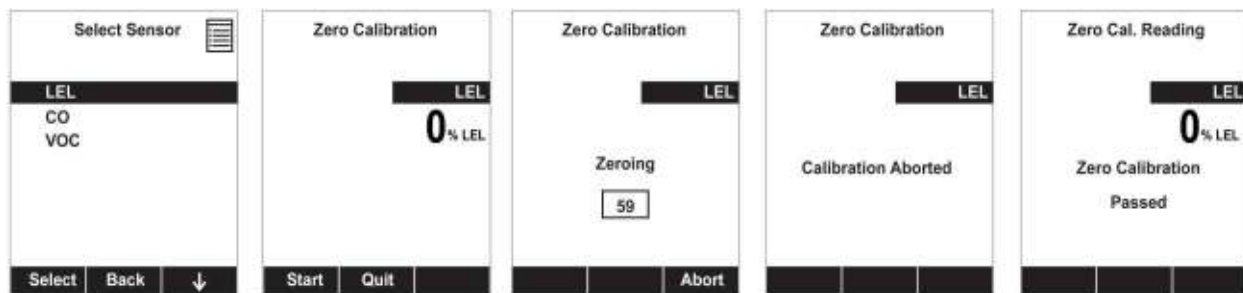 Select Sensor
LEL
CO
VOC
Select Back ↓
Zero Calibration
LEL
0 % LEL
Start Quit
Zero Calibration
LEL
Zeroing
59
Abort
Zero Calibration
LEL
Calibration Aborted
Zero Cal. Reading
LEL
0 % LEL
Zero Calibration
Passed